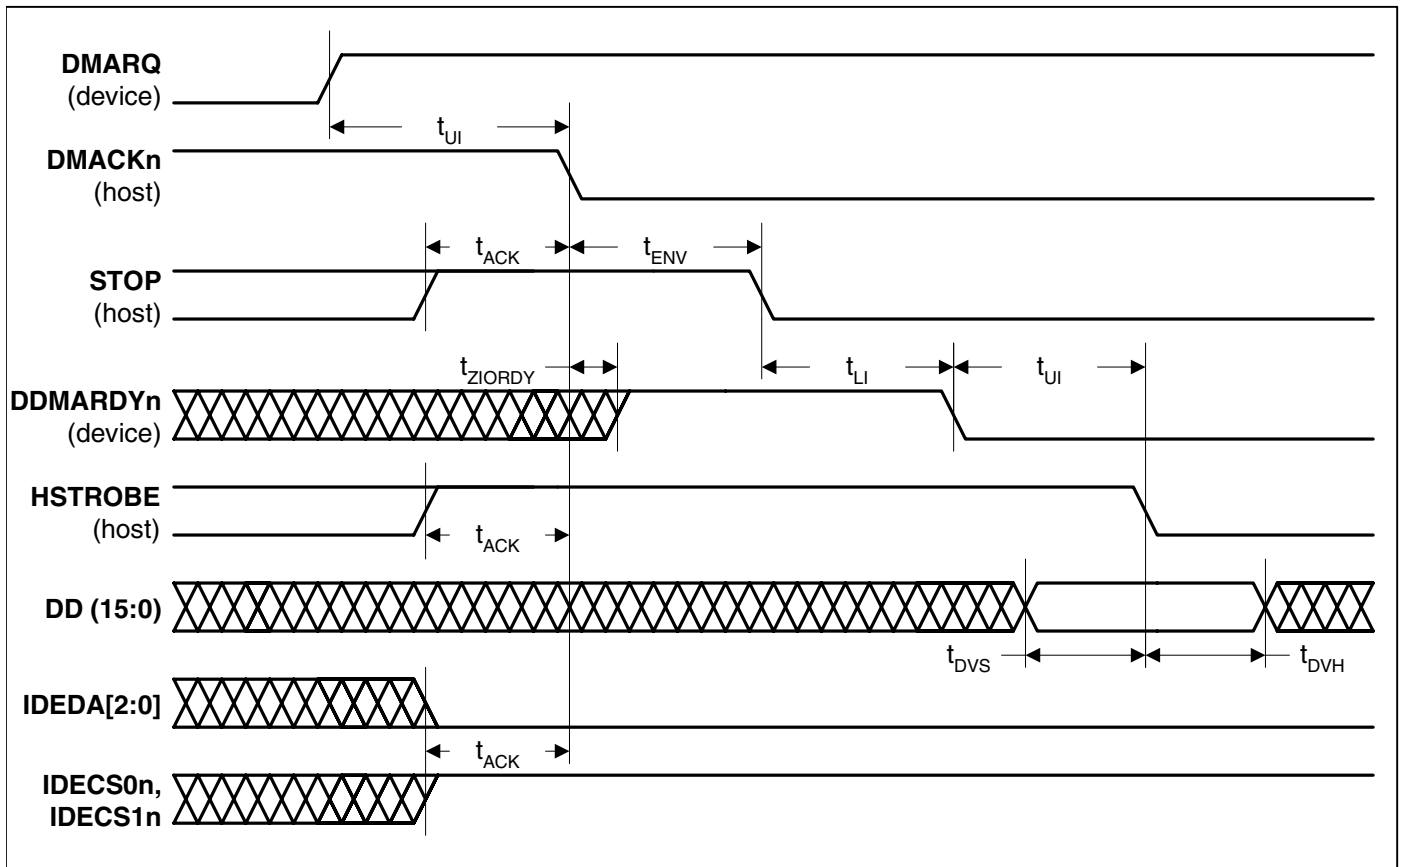 DMARQ
(device)
tUI
DMACKn
(host)
tACK
tENV
STOP
(host)
tZIORDY
tLI
tUI
DDMARDYn
(device)
HSTROBE
(host)
tACK
DD (15:0)
tDVS
tDVH
IDEDA[2:0]
tACK
IDECS0n,
IDECS1n